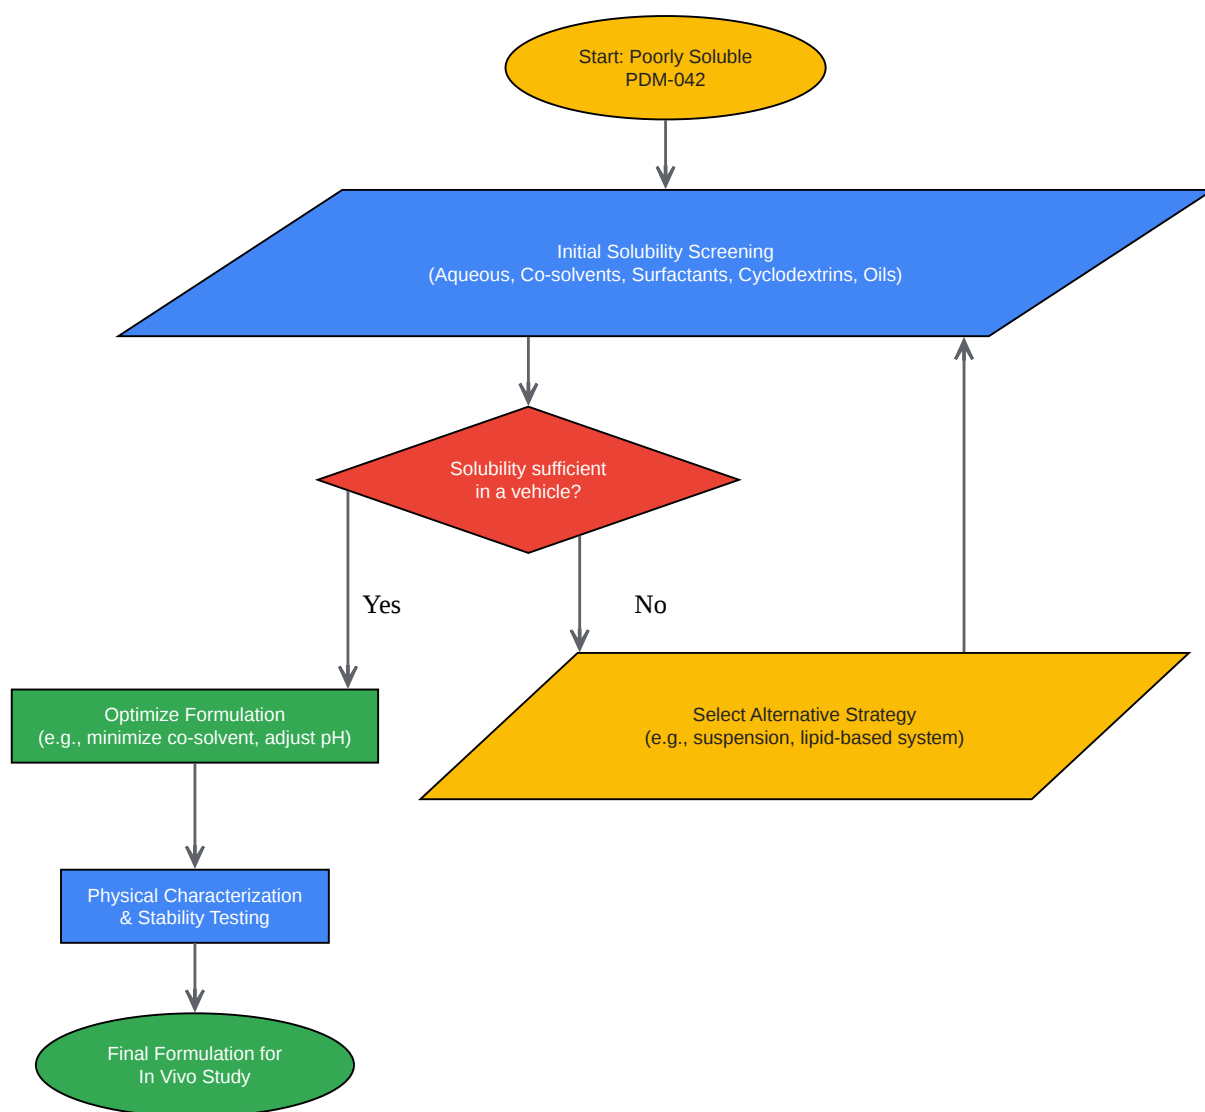 Start: Poorly Soluble
PDM-042
Initial Solubility Screening
(Aqueous, Co-solvents, Surfactants, Cyclodextrins, Oils)
Solubility sufficient
in a vehicle?
Yes
No
Optimize Formulation
(e.g., minimize co-solvent, adjust pH)
Select Alternative Strategy
(e.g., suspension, lipid-based system)
Physical Characterization
& Stability Testing
Final Formulation for
In Vivo Study